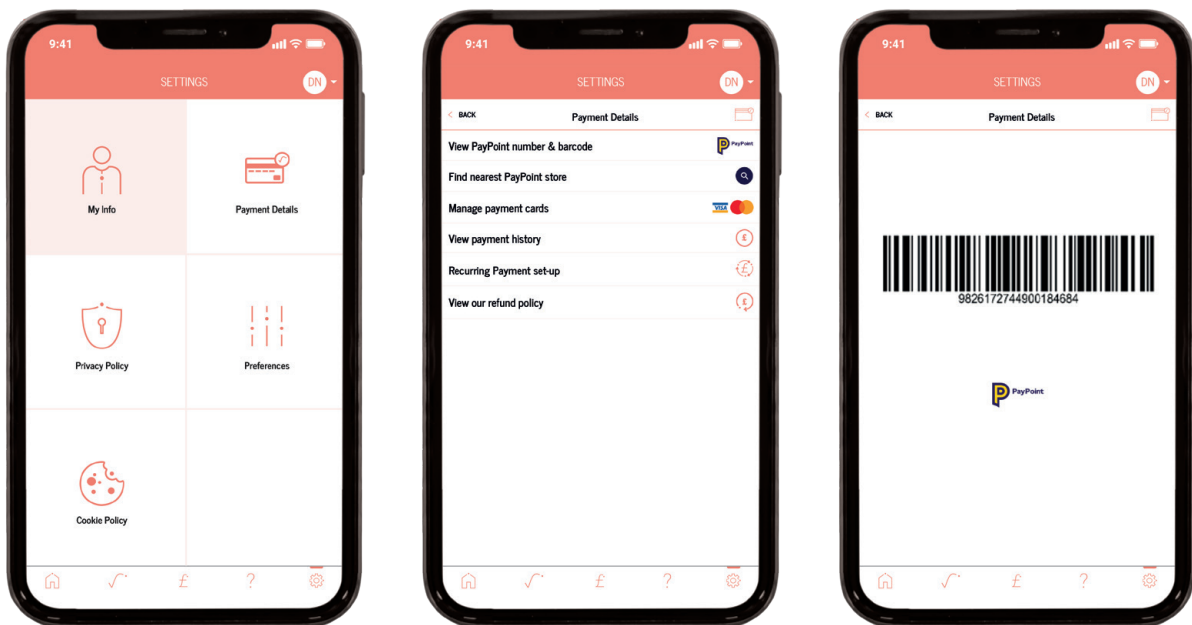 9:41
SETTINGS
DN
My Info
Payment Details
Privacy Policy
Preferences
Cookie Policy
£
?
9:41
SETTINGS
DN
BACK
Payment Details
View PayPoint number & barcode
PayPoint
Find nearest PayPoint store
Manage payment cards
VISA
View payment history
£
Recurring Payment set-up
£
View our refund policy
£
£
?
9:41
SETTINGS
DN
BACK
Payment Details
9826172744900184684
PayPoint
£
?